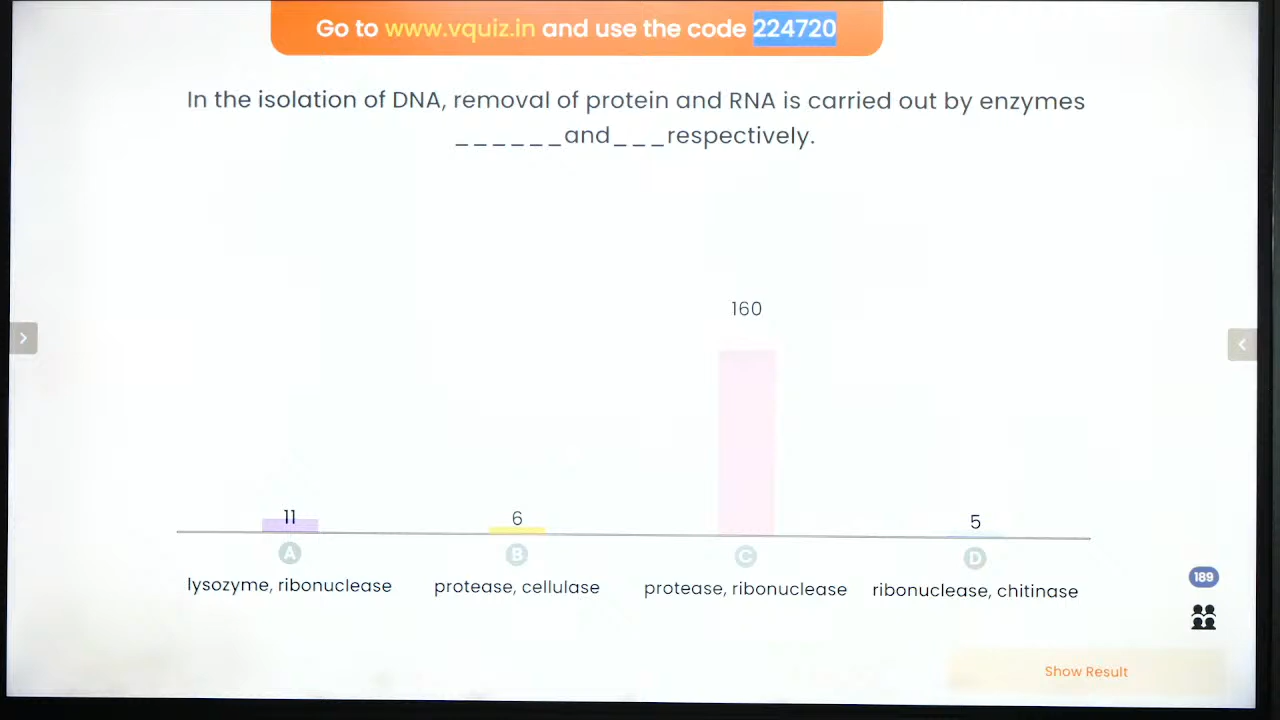 Go to www.vquiz.in and use the code 224720
In the isolation of DNA, removal of protein and RNA is carried out by enzymes
______and___respectively.
160
11
6
5
A
B
C
D
lysozyme, ribonuclease
protease, cellulase
protease, ribonuclease
ribonuclease, chitinase
189
Show Result